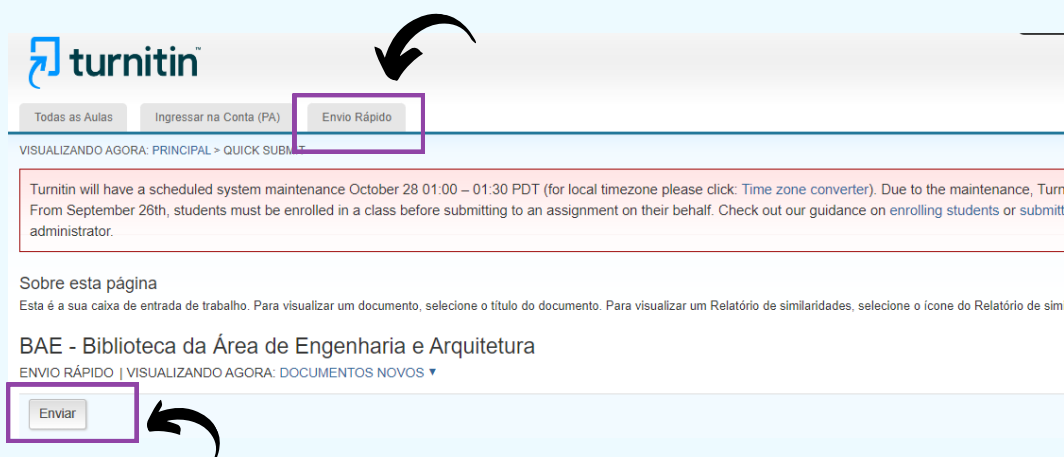 turnitin™
Todas as Aulas Ingressar na Conta (PA) Envio Rápido
VISUALIZANDO AGORA: PRINCIPAL > QUICK SUBMIT
Turnitin will have a scheduled system maintenance October 28 01:00 – 01:30 PDT (for local timezone please click: Time zone converter). Due to the maintenance, Turn
From September 26th, students must be enrolled in a class before submitting to an assignment on their behalf. Check out our guidance on enrolling students or submitt
administrator.
Sobre esta página
Esta é a sua caixa de entrada de trabalho. Para visualizar um documento, selecione o título do documento. Para visualizar um Relatório de similaridades, selecione o ícone do Relatório de sim
BAE - Biblioteca da Área de Engenharia e Arquitetura
ENVIO RÁPIDO | VISUALIZANDO AGORA: DOCUMENTOS NOVOS ▼
Enviar